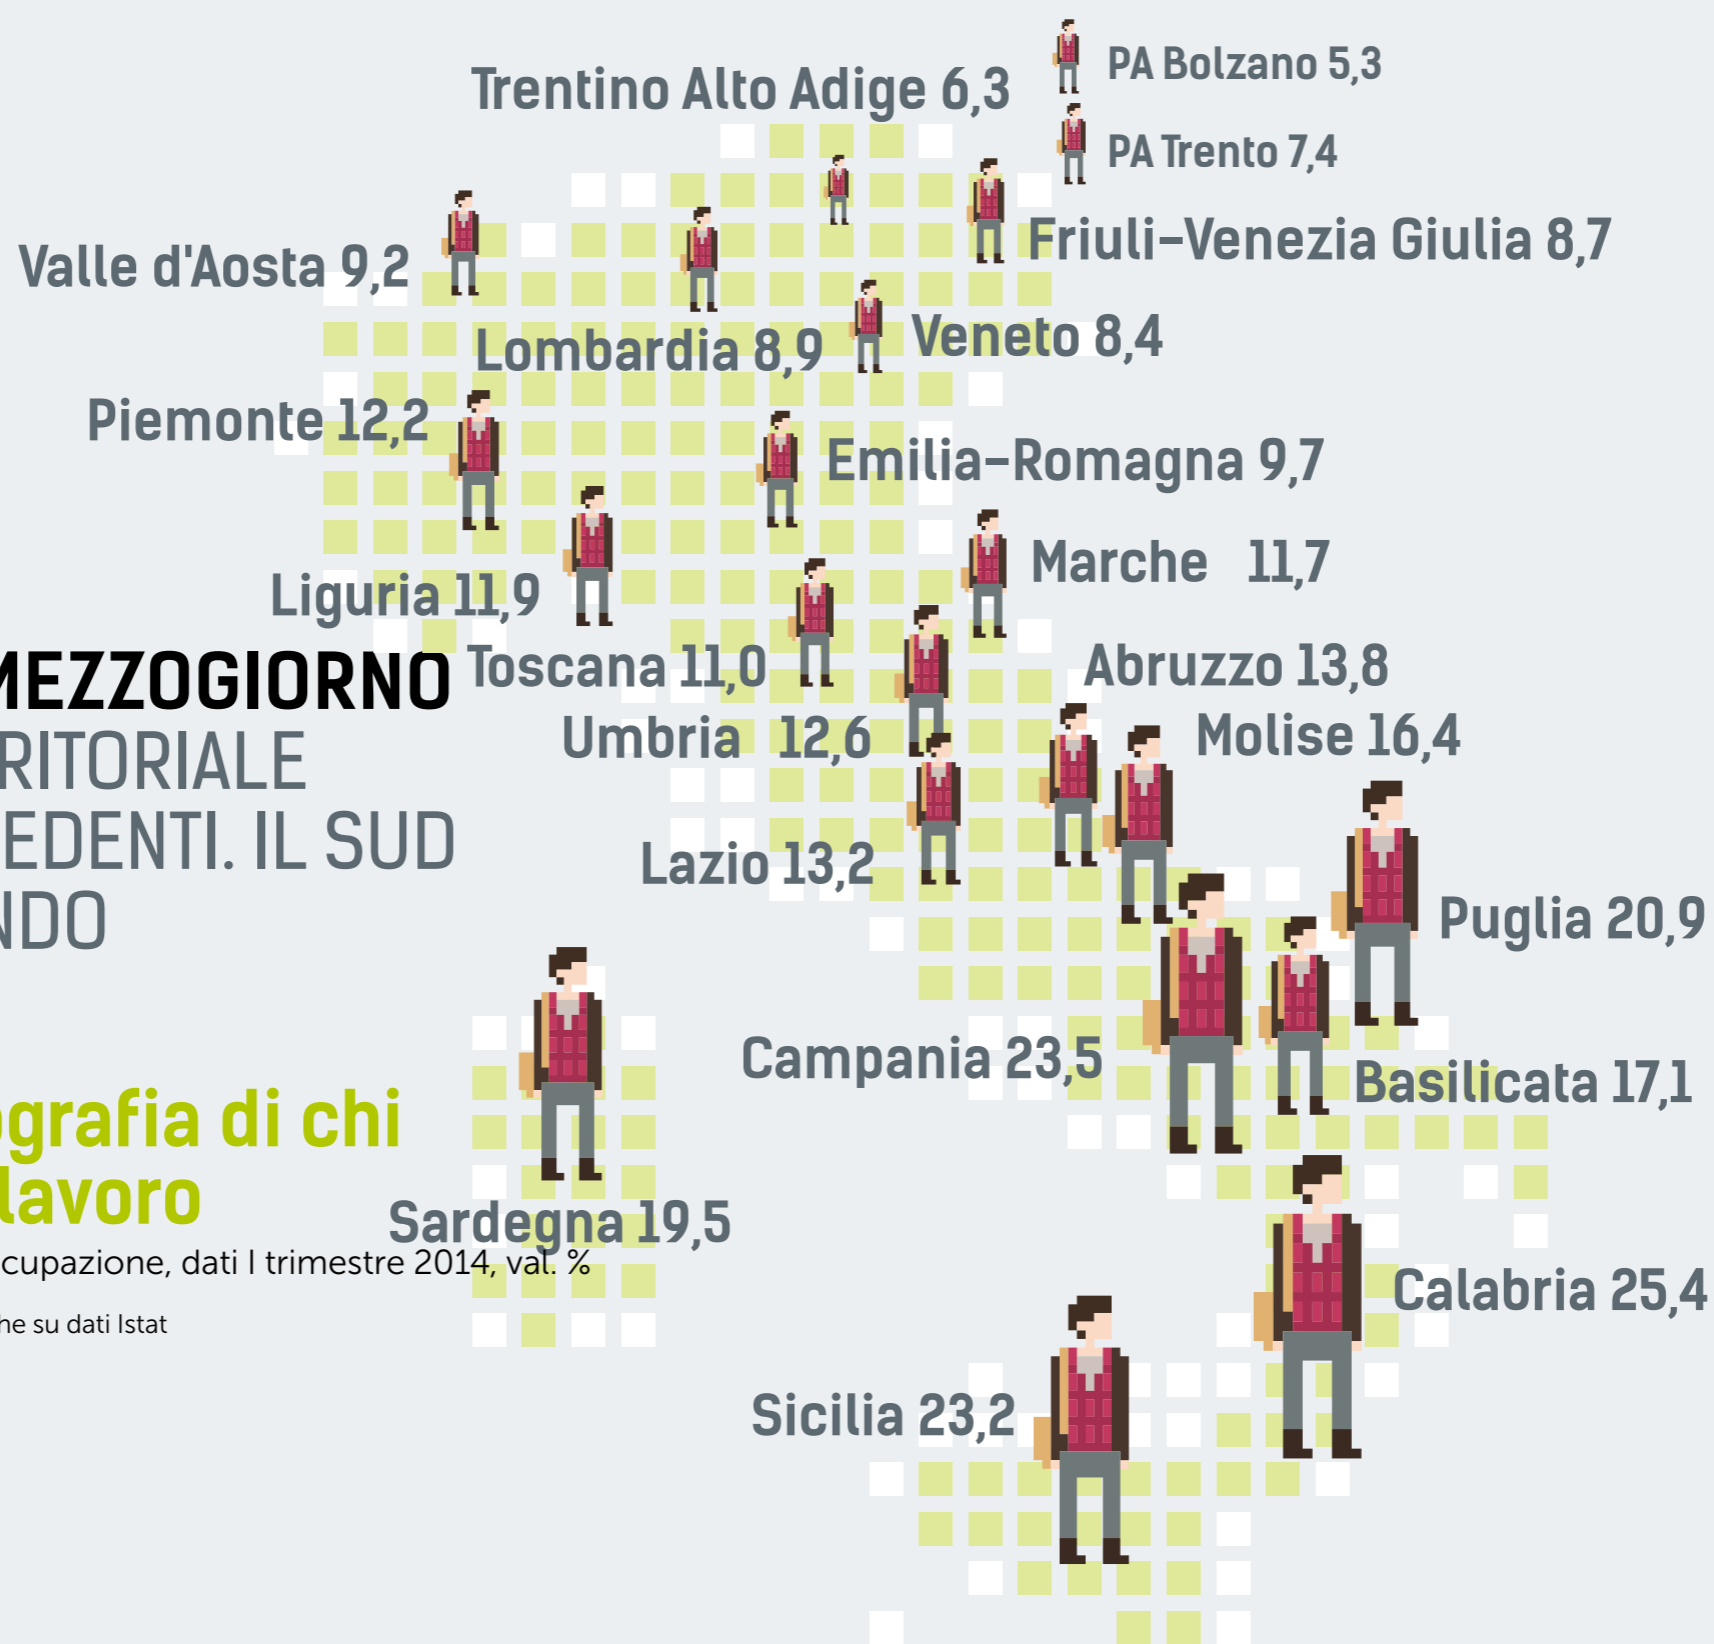 PA Bolzano 5,3
Trentino Alto Adige 6,3
PA Trento 7,4
Friuli-Venezia Giulia 8,7
Valle d'Aosta 9,2
Lombardia 8,9
Veneto 8,4
Piemonte 12,2
Emilia-Romagna 9,7
Marche 11,7
Liguria 11,9
Toscana 11,0
Abruzzo 13,8
Umbria 12,6
Molise 16,4
Lazio 13,2
Puglia 20,9
Campania 23,5
Basilicata 17,1
Sardegna 19,5
Calabria 25,4
Sicilia 23,2
MEZZOGIORNO
RITORIALE
EDENTI. IL SUD
NDO
ografia di chi
lavoro
cupazione, dati I trimestre 2014, val. %
he su dati Istat